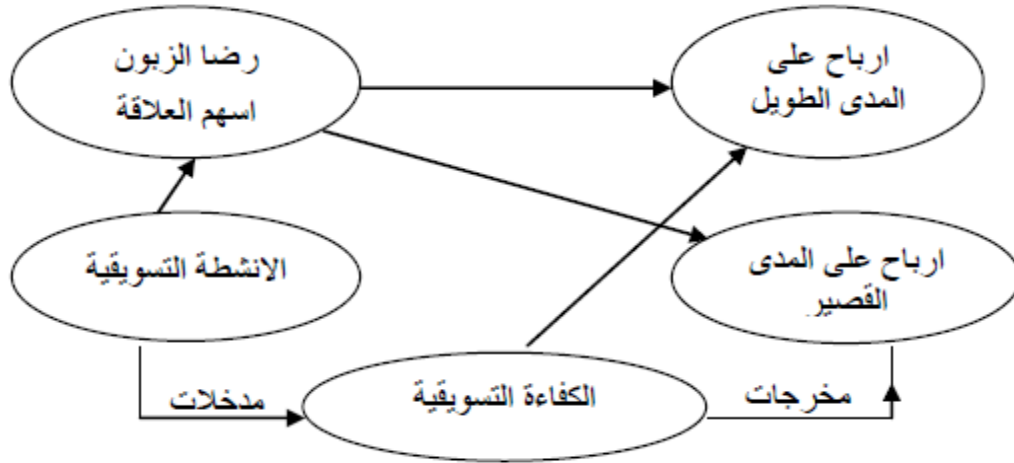 رضا الزبون
اسهم العلاقة
ارباح على
المدى الطويل
الانشطة التسويقية
ارباح على المدى
القصير
مدخلات
الكفاءة التسويقية
مخرجات